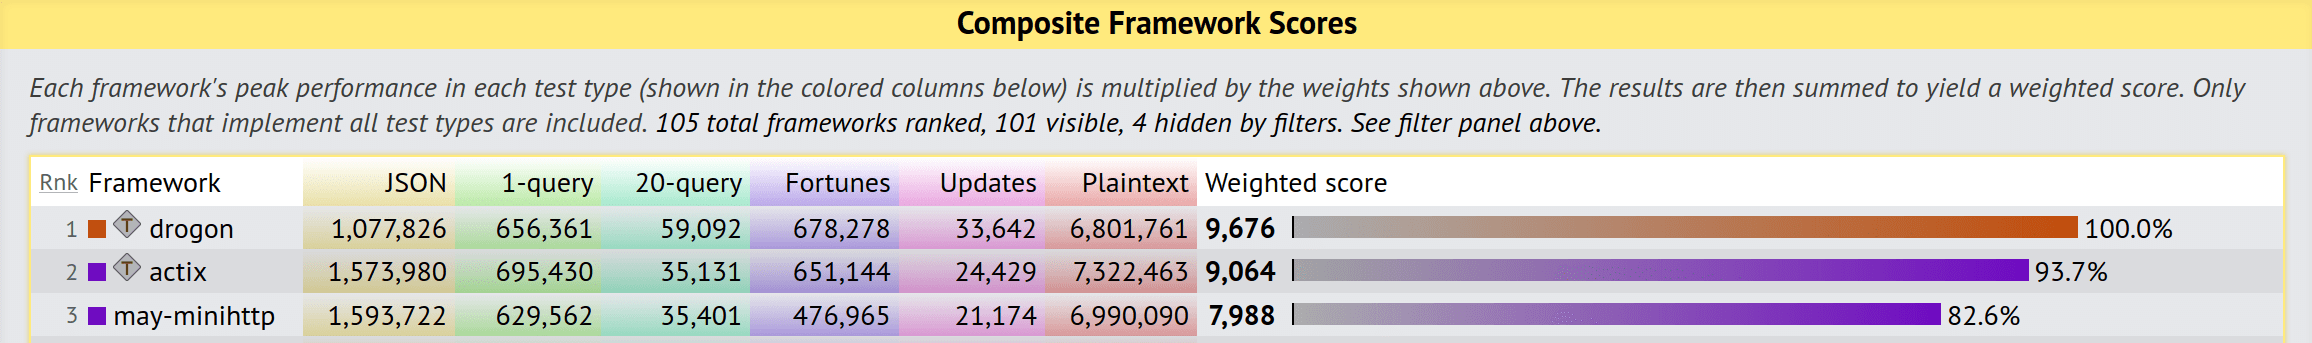 Composite Framework Scores
Each framework's peak performance in each test type (shown in the colored columns below) is multiplied by the weights shown above. The results are then summed to yield a weighted score. Only
frameworks that implement all test types are included. 105 total frameworks ranked, 101 visible, 4 hidden by filters. See filter panel above.
Rnk Framework JSON 1-query 20-query Fortunes Updates Plaintext Weighted score
1 T drogon 1,077,826 656,361 59,092 678,278 33,642 6,801,761 9,676 100.0%
2 T actix 1,573,980 695,430 35,131 651,144 24,429 7,322,463 9,064 93.7%
3 may-minihttp 1,593,722 629,562 35,401 476,965 21,174 6,990,090 7,988 82.6%